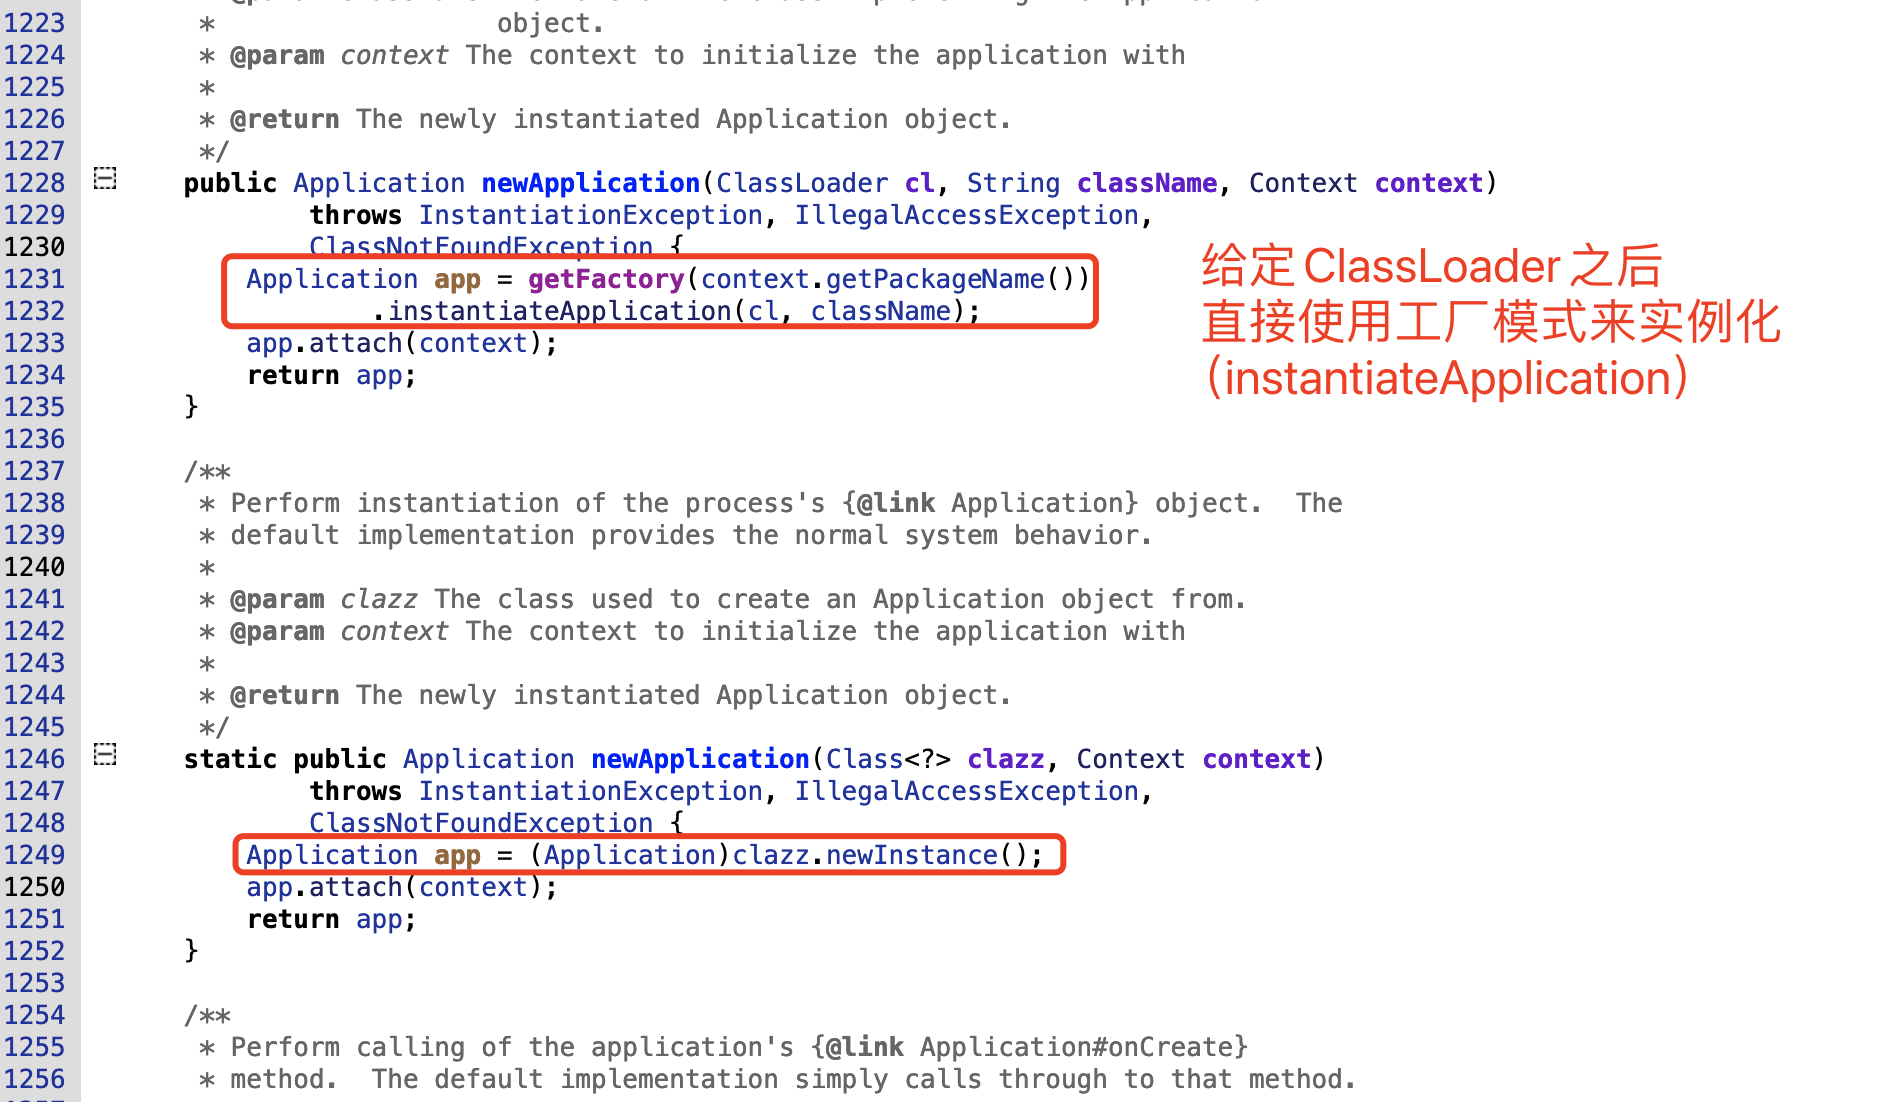 1223 * object.
1224 * @param context The context to initialize the application with
1225 *
1226 * @return The newly instantiated Application object.
1227 */
1228 public Application newApplication(ClassLoader cl, String className, Context context)
1229 throws InstantiationException, IllegalAccessException,
1230 ClassNotFoundException {
1231 Application app = getFactory(context.getPackageName())
1232 .instantiateApplication(cl, className);
1233 app.attach(context);
1234 return app;
1235 }
1236
1237 /**
1238 * Perform instantiation of the process's {@link Application} object.  The
1239 * default implementation provides the normal system behavior.
1240 *
1241 * @param clazz The class used to create an Application object from.
1242 * @param context The context to initialize the application with
1243 *
1244 * @return The newly instantiated Application object.
1245 */
1246 static public Application newApplication(Class<?> clazz, Context context)
1247 throws InstantiationException, IllegalAccessException,
1248 ClassNotFoundException {
1249 Application app = (Application)clazz.newInstance();
1250 app.attach(context);
1251 return app;
1252 }
1253
1254 /**
1255 * Perform calling of the application's {@link Application#onCreate}
1256 * method.  The default implementation simply calls through to that method.
给定 ClassLoader 之后
直接使用工厂模式来实例化
（instantiateApplication）